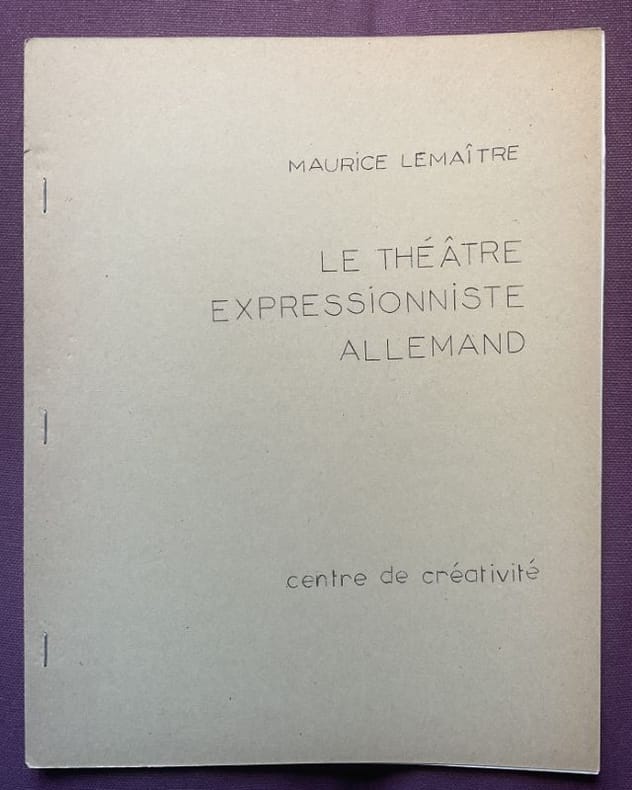 MAURiCE LEMAÎTRE
LE THÉÂTRE
EXPRESSiONNiSTE
ALLEMAND
centre de créativité